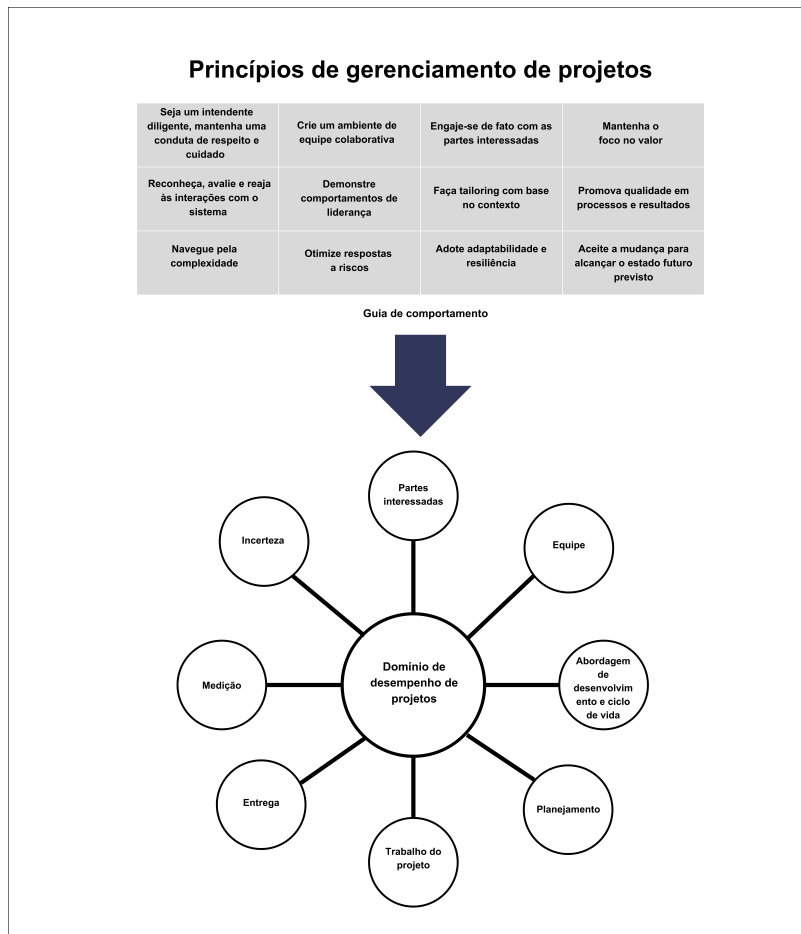 Princípios de gerenciamento de projetos
Seja um intendente
diligente, mantenha uma
conduta de respeito e
cuidado
Crie um ambiente de
equipe colaborativa
Engaje-se de fato com as
partes interessadas
Mantenha o
foco no valor
Reconheça, avalie e reaja
às interações com o
sistema
Demonstre
comportamentos de
liderança
Faça tailoring com base
no contexto
Promova qualidade em
processos e resultados
Navegue pela
complexidade
Otimize respostas
a riscos
Adote adaptabilidade e
resiliência
Aceite a mudança para
alcançar o estado futuro
previsto
Guia de comportamento
Partes
interessadas
Incerteza
Equipe
Domínio de
desempenho de
projetos
Medição
Abordagem
de
desenvolvim
ento e ciclo
de vida
Entrega
Planejamento
Trabalho do
projeto